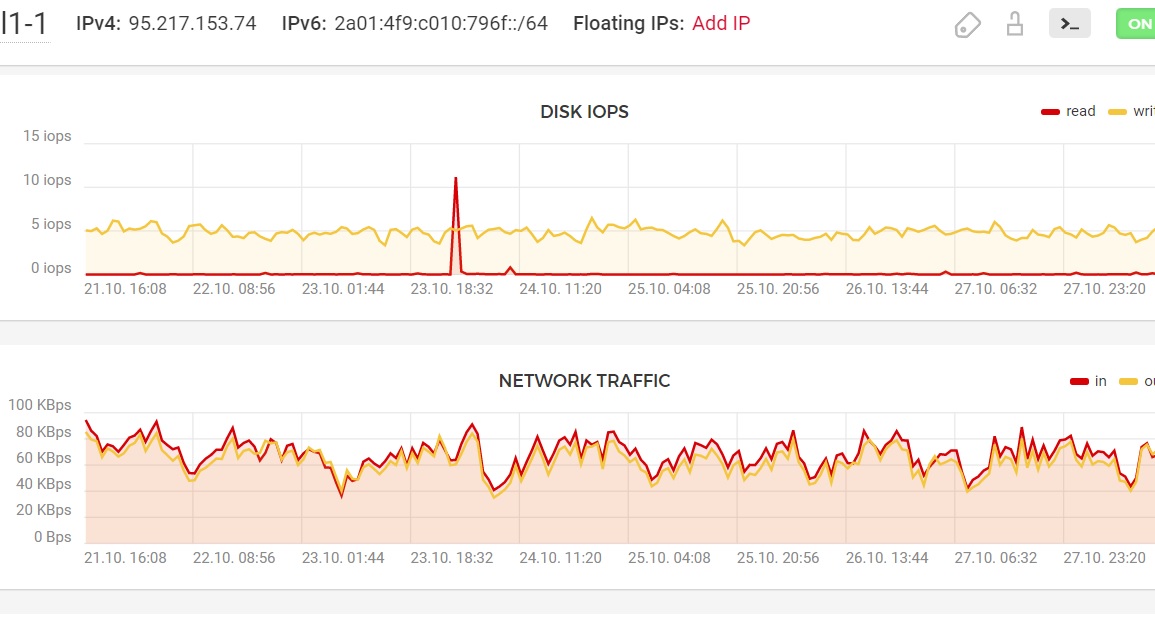 l1-1 IPv4: 95.217.153.74 IPv6: 2a01:4f9:c010:796f::/64 Floating IPs: Add IP >_ ON
DISK IOPS
read writ
15 iops
10 iops
5 iops
0 iops
21.10. 16:08 22.10. 08:56 23.10. 01:44 23.10. 18:32 24.10. 11:20 25.10. 04:08 25.10. 20:56 26.10. 13:44 27.10. 06:32 27.10. 23:20
NETWORK TRAFFIC
in ou
100 KBps
80 KBps
60 KBps
40 KBps
20 KBps
0 Bps
21.10. 16:08 22.10. 08:56 23.10. 01:44 23.10. 18:32 24.10. 11:20 25.10. 04:08 25.10. 20:56 26.10. 13:44 27.10. 06:32 27.10. 23:20